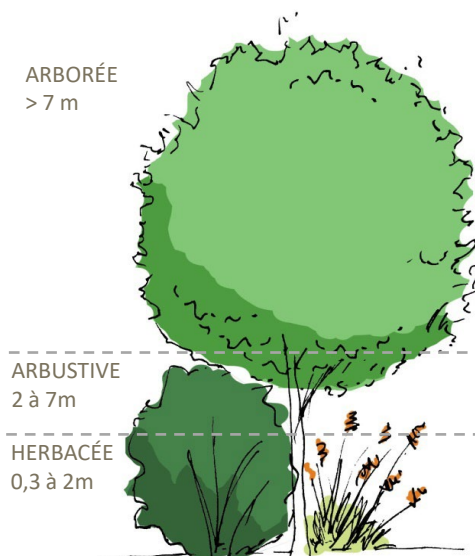 ARBORÉE
> 7 m
ARBUSTIVE
2 à 7m
HERBACÉE
0,3 à 2m